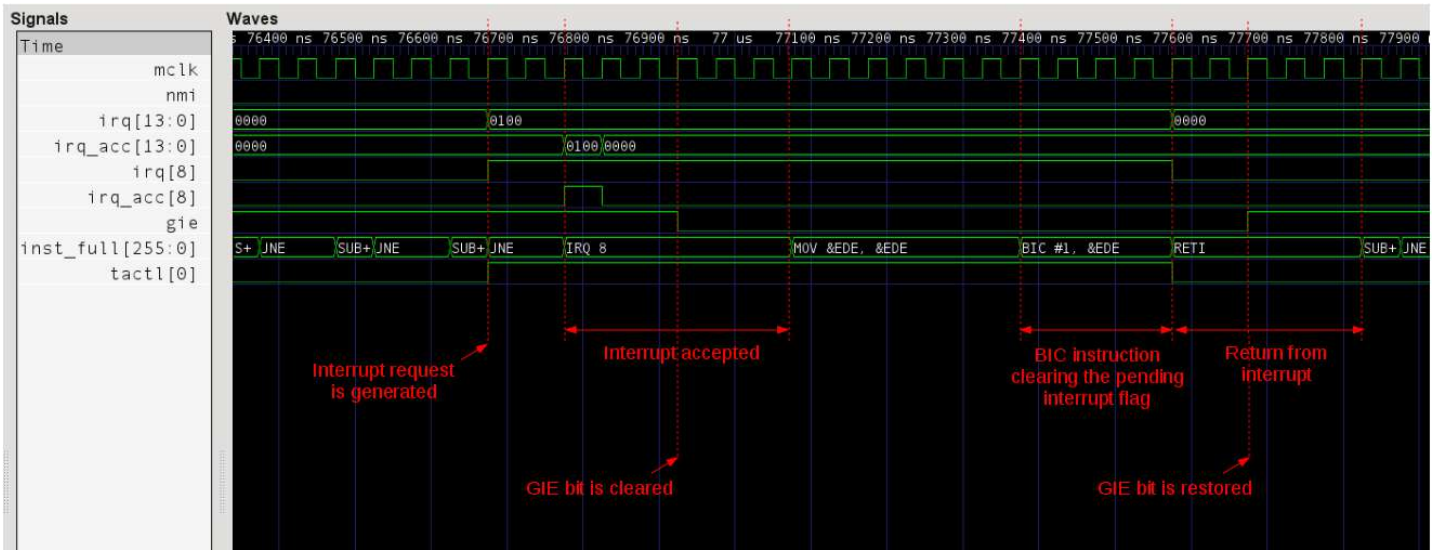 Signals
Waves
Time
s 76400 ns 76500 ns 76600 ns 76700 ns 76800 ns 76900 ns 77 us 77100 ns 77200 ns 77300 ns 77400 ns 77500 ns 77600 ns 77700 ns 77800 ns 77900
mclk
nmi
irq[13:0] 0000 0100 0000
irq_acc[13:0] 0000 0100 0000
irq[8]
irq_acc[8]
gie
inst_full[255:0] S+ JNE SUB+ JNE SUB+ JNE IRQ 8 MOV &EDE, &EDE BIC #1, &EDE RETI SUB+ JNE
tactl[0]
Interrupt request
is generated
Interrupt accepted
BIC instruction
clearing the pending
interrupt flag
Return from
interrupt
GIE bit is cleared
GIE bit is restored